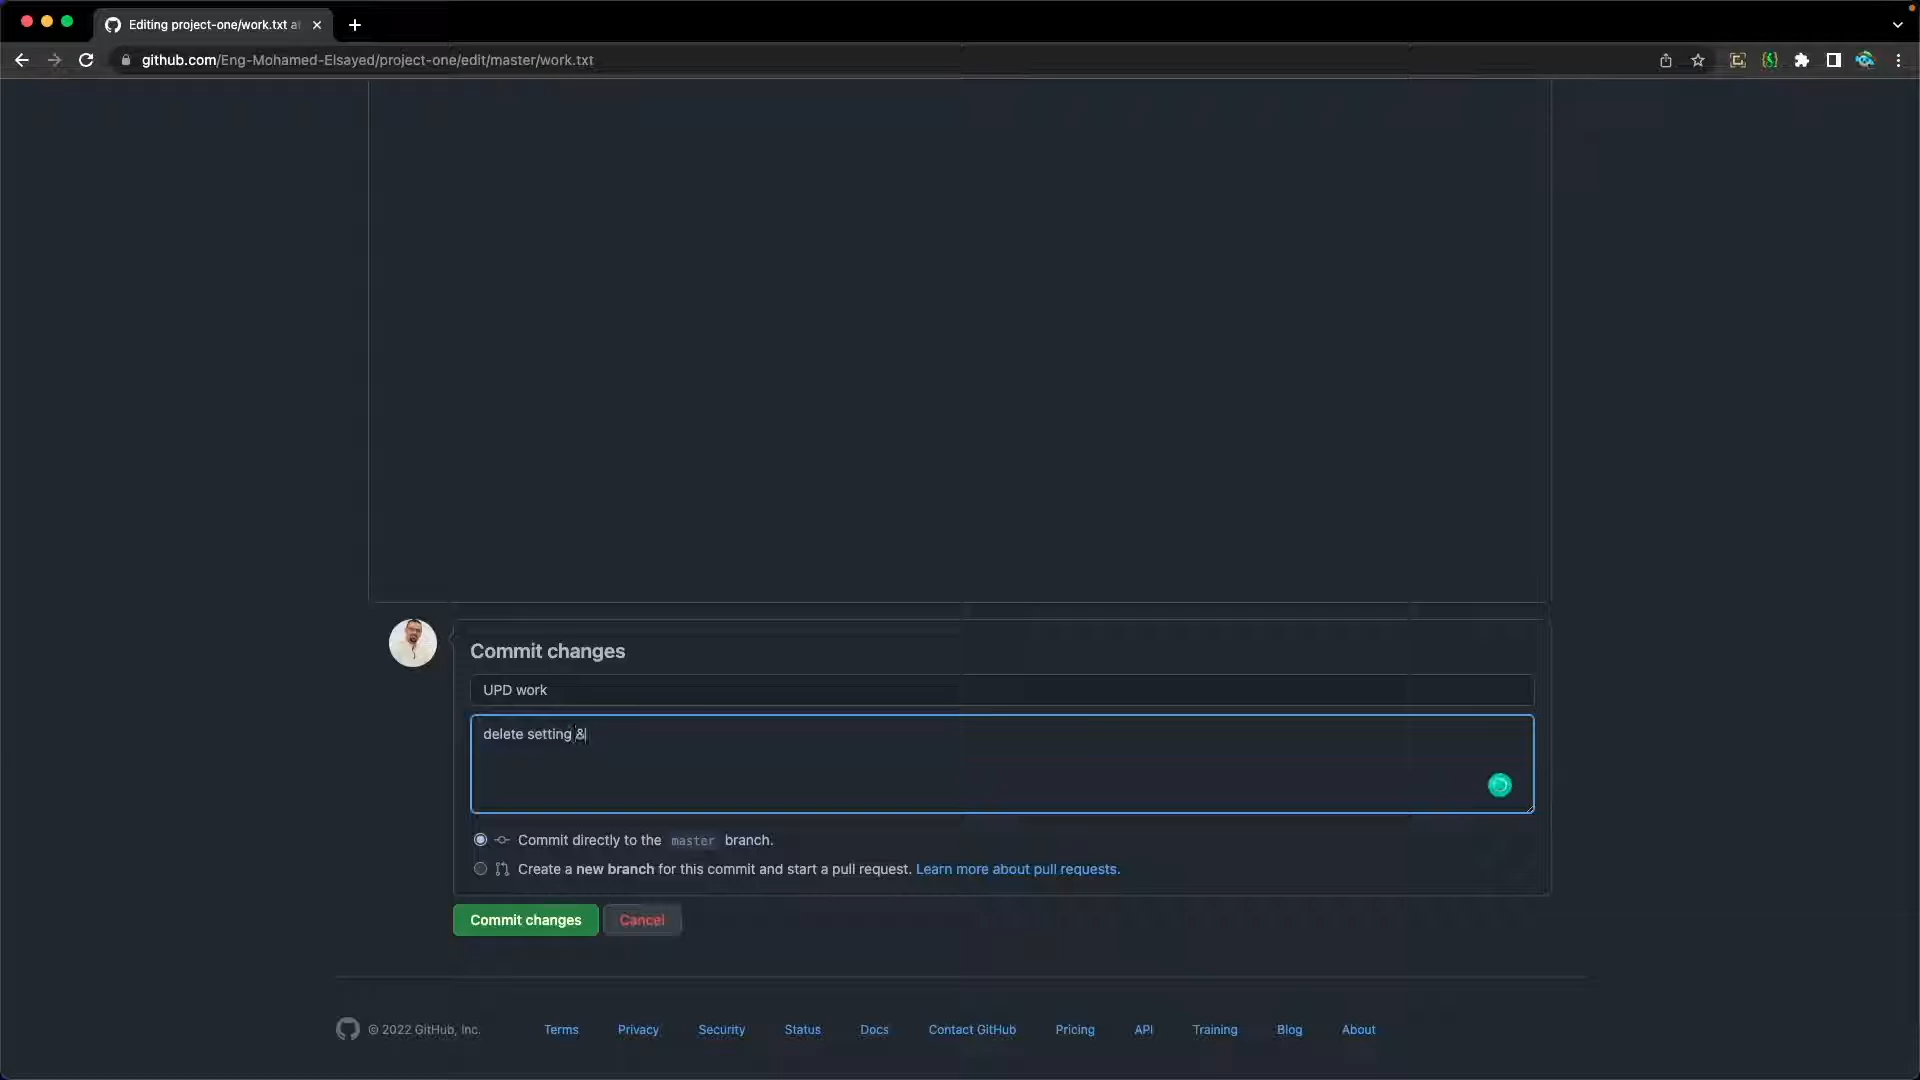 Editing project-one/work.txt a
github.com/Eng-Mohamed-Elsayed/project-one/edit/master/work.txt
Commit changes
UPD work
delete setting &
Commit directly to the master branch.
Create a new branch for this commit and start a pull request. Learn more about pull requests.
Commit changes Cancel
© 2022 GitHub, Inc. Terms Privacy Security Status Docs Contact GitHub Pricing API Training Blog About